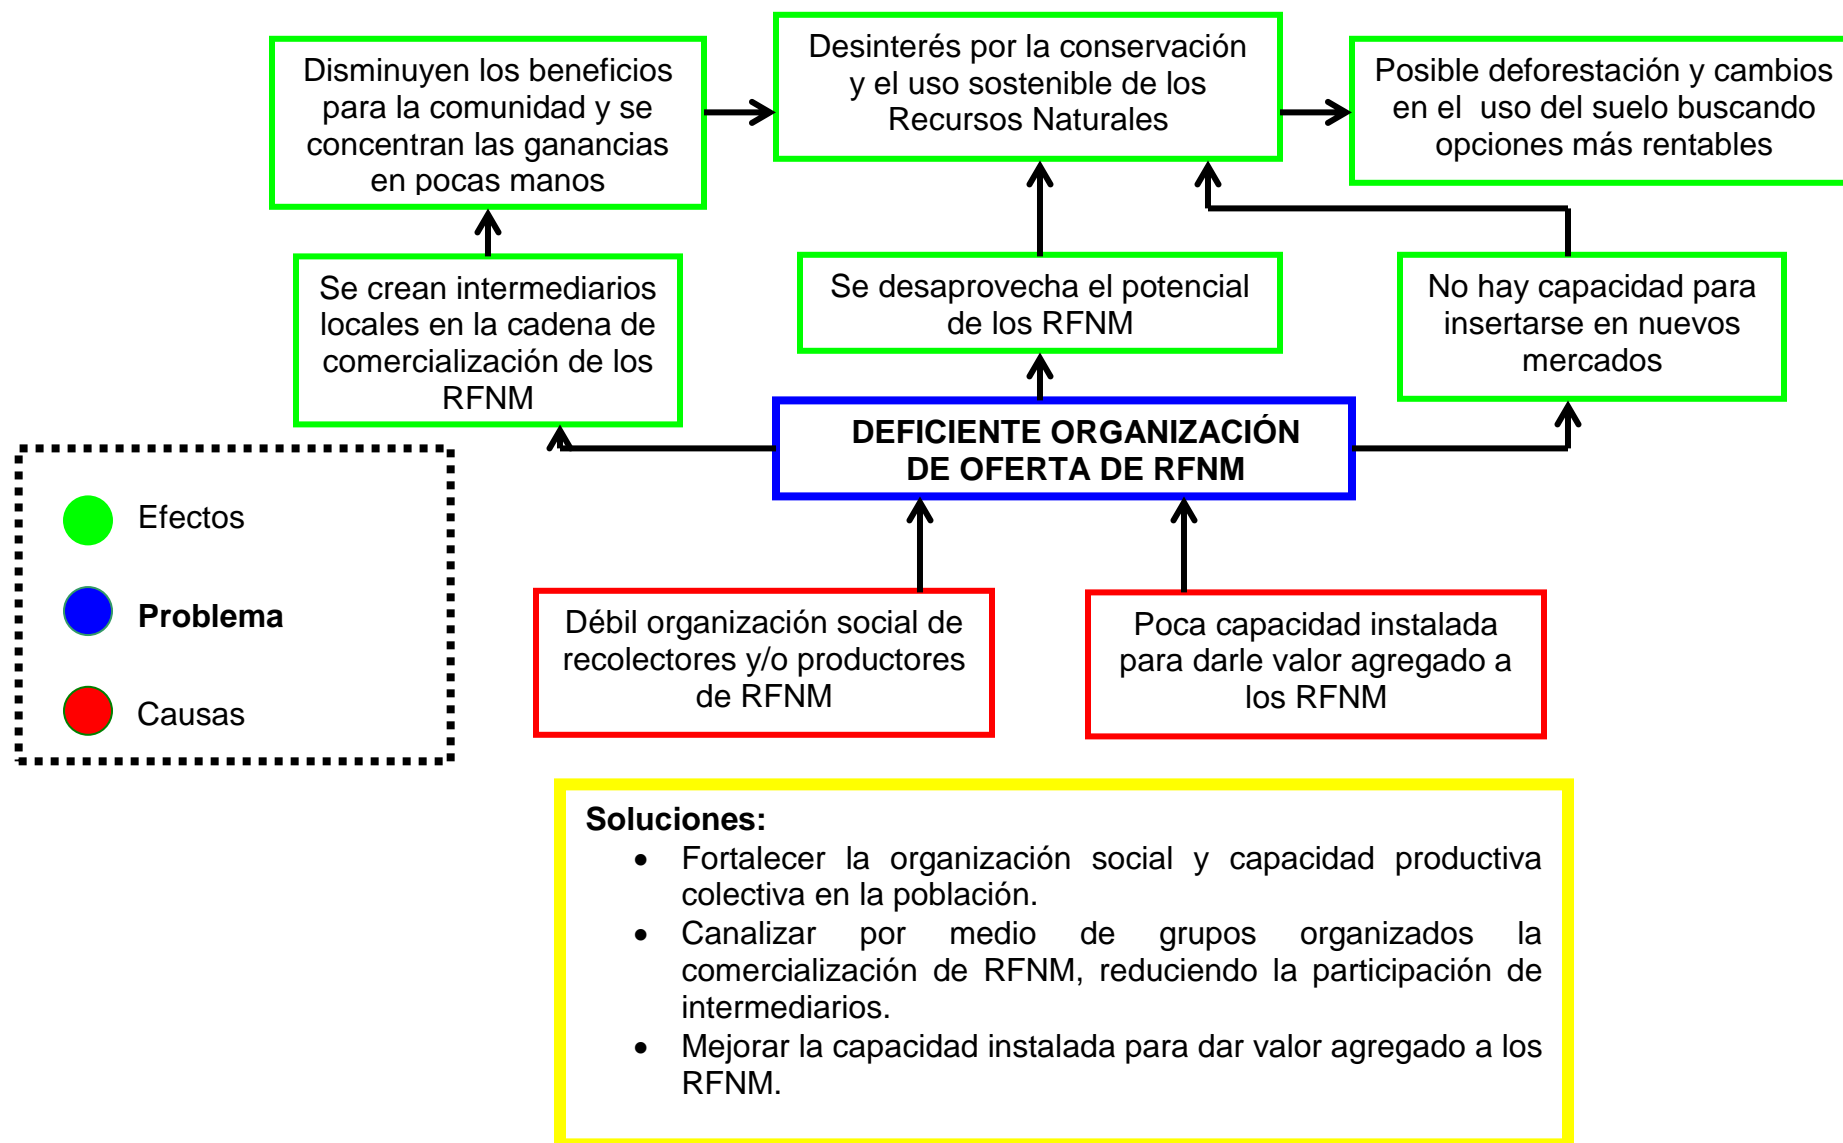 Disminuyen los beneficios
para la comunidad y se
concentran las ganancias
en pocas manos
Desinterés por la conservación
y el uso sostenible de los
Recursos Naturales
Posible deforestación y cambios
en el uso del suelo buscando
opciones más rentables
Se crean intermediarios
locales en la cadena de
comercialización de los
RFNM
Se desaprovecha el potencial
de los RFNM
No hay capacidad para
insertarse en nuevos
mercados
DEFICIENTE ORGANIZACIÓN
DE OFERTA DE RFNM
Efectos
Problema
Causas
Débil organización social de
recolectores y/o productores
de RFNM
Poca capacidad instalada
para darle valor agregado a
los RFNM
Soluciones:
• Fortalecer la organización social y capacidad productiva
colectiva en la población.
• Canalizar por medio de grupos organizados la
comercialización de RFNM, reduciendo la participación de
intermediarios.
• Mejorar la capacidad instalada para dar valor agregado a los
RFNM.